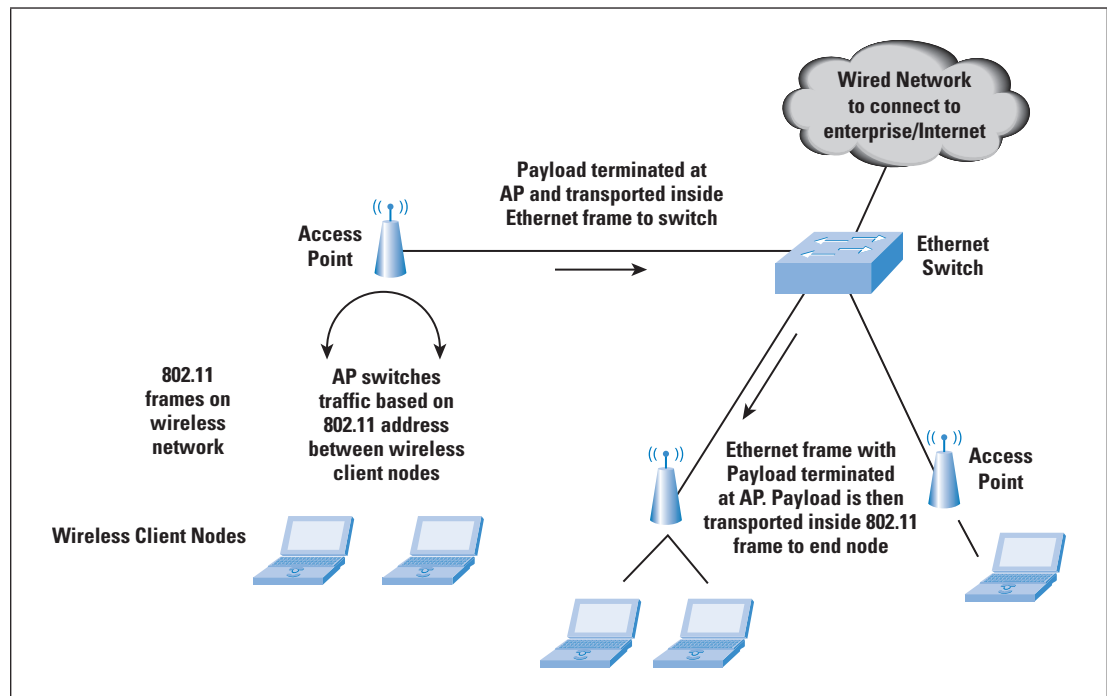 Wired Network
to connect to
enterprise/Internet
Payload terminated at
AP and transported inside
Ethernet frame to switch
Access
Point
Ethernet
Switch
802.11
frames on
wireless
network
AP switches
traffic based on
802.11 address
between wireless
client nodes
Ethernet frame with
Payload terminated
at AP. Payload is then
transported inside 802.11
frame to end node
Access
Point
Wireless Client Nodes